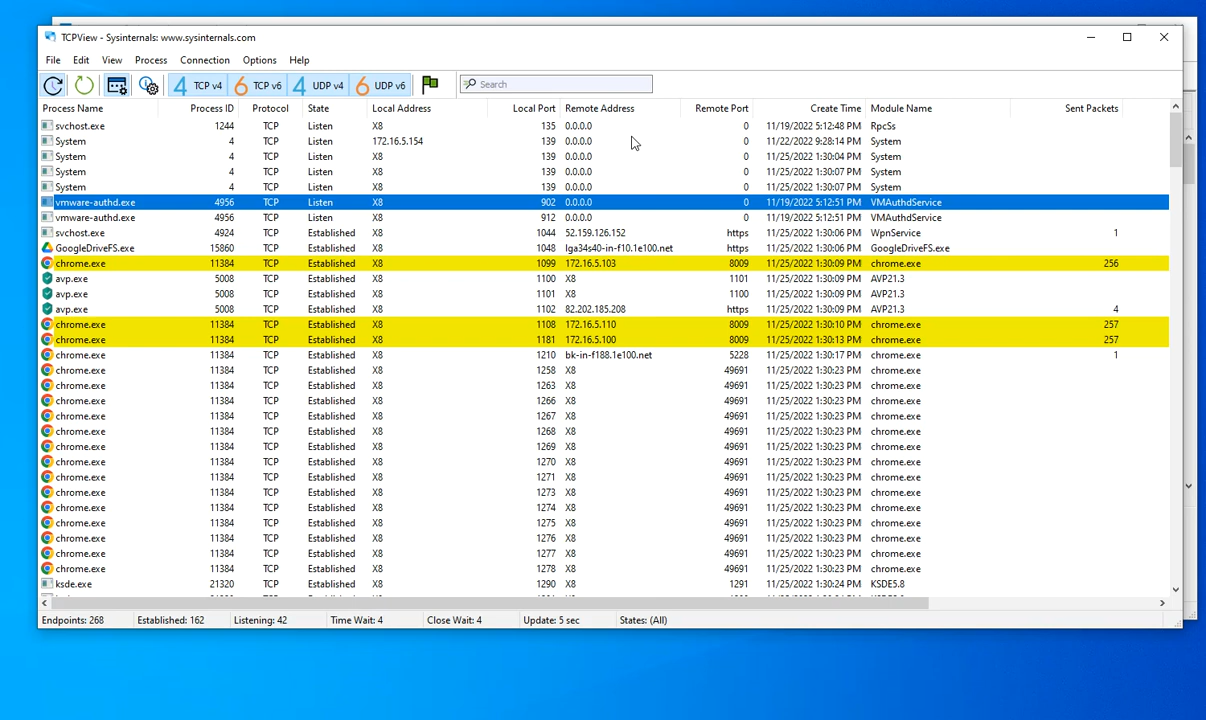 TCPView - Sysinternals: www.sysinternals.com
File Edit View Process Connection Options Help
4 TCP v4 6 TCP v6 4 UDP v4 6 UDP v6 Search
Process Name Process ID Protocol State Local Address Local Port Remote Address Remote Port Create Time Module Name Sent Packets
svchost.exe 1244 TCP Listen X8 135 0.0.0.0 0 11/19/2022 5:12:48 PM RpcSs
System 4 TCP Listen 172.16.5.154 139 0.0.0.0 0 11/22/2022 9:28:14 PM System
System 4 TCP Listen X8 139 0.0.0.0 0 11/25/2022 1:30:04 PM System
System 4 TCP Listen X8 139 0.0.0.0 0 11/25/2022 1:30:07 PM System
System 4 TCP Listen X8 139 0.0.0.0 0 11/25/2022 1:30:07 PM System
vmware-authd.exe 4956 TCP Listen X8 902 0.0.0.0 0 11/19/2022 5:12:51 PM VMAuthdService
vmware-authd.exe 4956 TCP Listen X8 912 0.0.0.0 0 11/19/2022 5:12:51 PM VMAuthdService
svchost.exe 4924 TCP Established X8 1044 52.159.126.152 https 11/25/2022 1:30:06 PM WpnService 1
GoogleDriveFS.exe 15860 TCP Established X8 1048 lga34s40-in-f10.1e100.net https 11/25/2022 1:30:06 PM GoogleDriveFS.exe
chrome.exe 11384 TCP Established X8 1099 172.16.5.103 8009 11/25/2022 1:30:09 PM chrome.exe 256
avp.exe 5008 TCP Established X8 1100 X8 1101 11/25/2022 1:30:09 PM AVP21.3
avp.exe 5008 TCP Established X8 1101 X8 1100 11/25/2022 1:30:09 PM AVP21.3
avp.exe 5008 TCP Established X8 1102 82.202.185.208 https 11/25/2022 1:30:09 PM AVP21.3 4
chrome.exe 11384 TCP Established X8 1108 172.16.5.110 8009 11/25/2022 1:30:10 PM chrome.exe 257
chrome.exe 11384 TCP Established X8 1181 172.16.5.100 8009 11/25/2022 1:30:13 PM chrome.exe 257
chrome.exe 11384 TCP Established X8 1210 bk-in-f188.1e100.net 5228 11/25/2022 1:30:17 PM chrome.exe 1
chrome.exe 11384 TCP Established X8 1258 X8 49691 11/25/2022 1:30:23 PM chrome.exe
chrome.exe 11384 TCP Established X8 1263 X8 49691 11/25/2022 1:30:23 PM chrome.exe
chrome.exe 11384 TCP Established X8 1266 X8 49691 11/25/2022 1:30:23 PM chrome.exe
chrome.exe 11384 TCP Established X8 1267 X8 49691 11/25/2022 1:30:23 PM chrome.exe
chrome.exe 11384 TCP Established X8 1268 X8 49691 11/25/2022 1:30:23 PM chrome.exe
chrome.exe 11384 TCP Established X8 1269 X8 49691 11/25/2022 1:30:23 PM chrome.exe
chrome.exe 11384 TCP Established X8 1270 X8 49691 11/25/2022 1:30:23 PM chrome.exe
chrome.exe 11384 TCP Established X8 1271 X8 49691 11/25/2022 1:30:23 PM chrome.exe
chrome.exe 11384 TCP Established X8 1273 X8 49691 11/25/2022 1:30:23 PM chrome.exe
chrome.exe 11384 TCP Established X8 1274 X8 49691 11/25/2022 1:30:23 PM chrome.exe
chrome.exe 11384 TCP Established X8 1275 X8 49691 11/25/2022 1:30:23 PM chrome.exe
chrome.exe 11384 TCP Established X8 1276 X8 49691 11/25/2022 1:30:23 PM chrome.exe
chrome.exe 11384 TCP Established X8 1277 X8 49691 11/25/2022 1:30:23 PM chrome.exe
chrome.exe 11384 TCP Established X8 1278 X8 49691 11/25/2022 1:30:23 PM chrome.exe
ksde.exe 21320 TCP Established X8 1290 X8 1291 11/25/2022 1:30:24 PM KSDE5.8
Endpoints: 268 Established: 162 Listening: 42 Time Wait: 4 Close Wait: 4 Update: 5 sec States: (All)